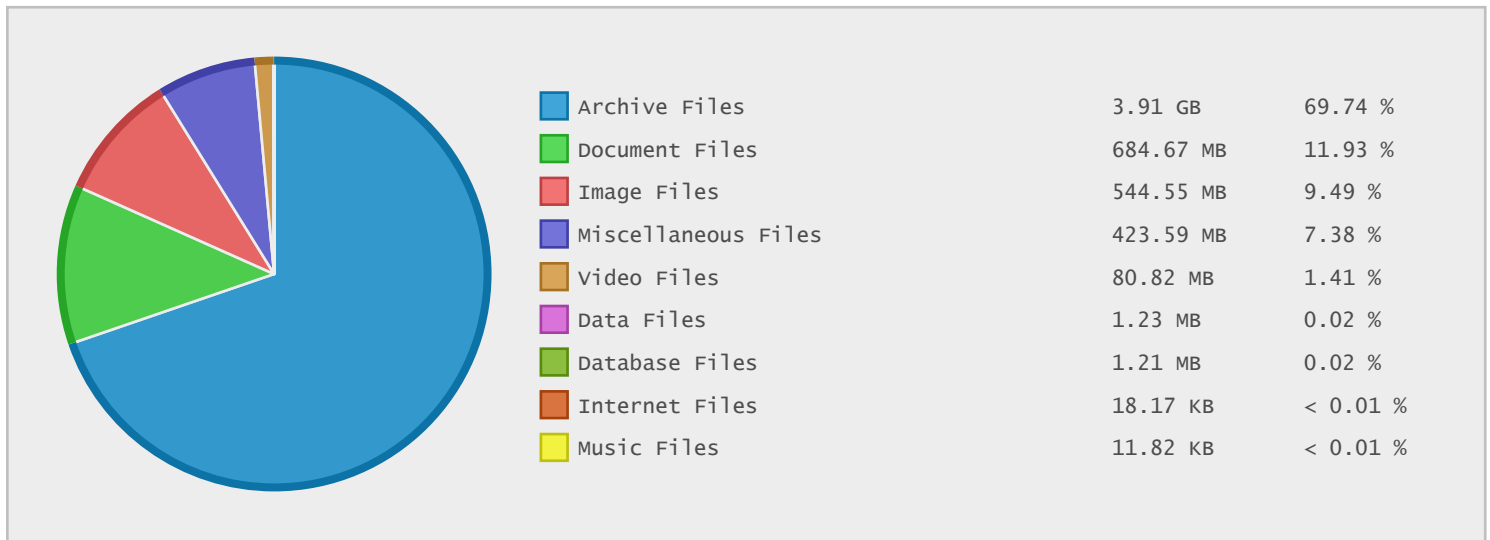 Archive Files 3.91 GB 69.74 %
Document Files 684.67 MB 11.93 %
Image Files 544.55 MB 9.49 %
Miscellaneous Files 423.59 MB 7.38 %
Video Files 80.82 MB 1.41 %
Data Files 1.23 MB 0.02 %
Database Files 1.21 MB 0.02 %
Internet Files 18.17 KB < 0.01 %
Music Files 11.82 KB < 0.01 %